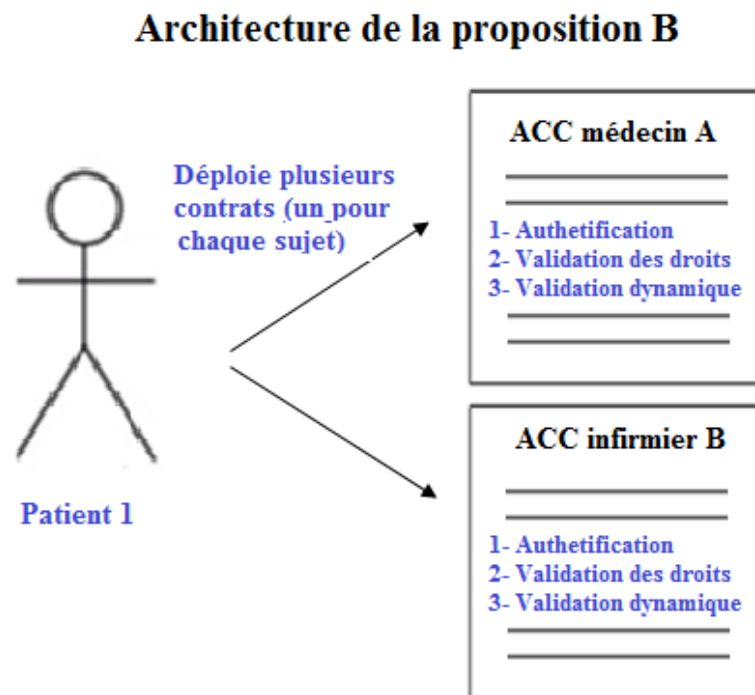 Architecture de la proposition B
Déploie plusieurs
contrats (un pour
chaque sujet)
Patient 1
ACC médecin A
1- Authetification
2- Validation des droits
3- Validation dynamique
ACC infirmier B
1- Authetification
2- Validation des droits
3- Validation dynamique